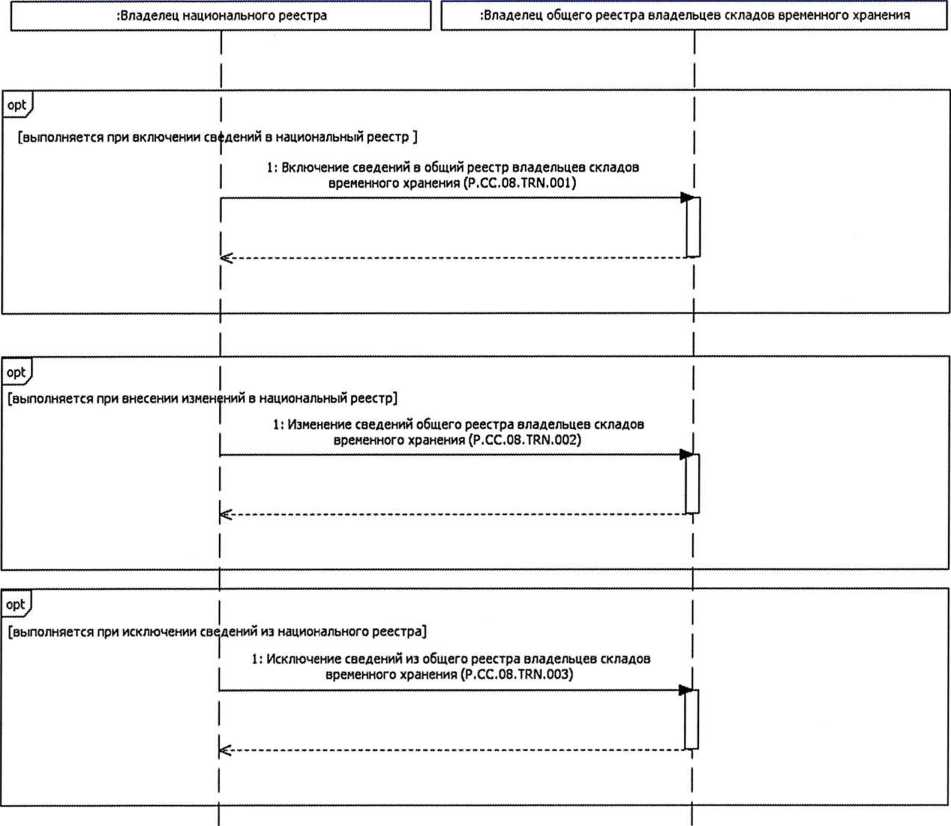 :Владелец национального реестра
:Владелец общего реестра владельцев складов временного хранения
opt
[выполняется при включении сведений в национальный реестр ]
1: Включение сведений в общий реестр владельцев складов
временного хранения (P.CC.08.TRN.001)
opt
[выполняется при внесении изменений в национальный реестр]
1: Изменение сведений общего реестра владельцев складов
временного хранения (P.CC.08.TRN.002)
opt
[выполняется при исключении сведений из национального реестра]
1: Исключение сведений из общего реестра владельцев складов
временного хранения (P.CC.08.TRN.003)